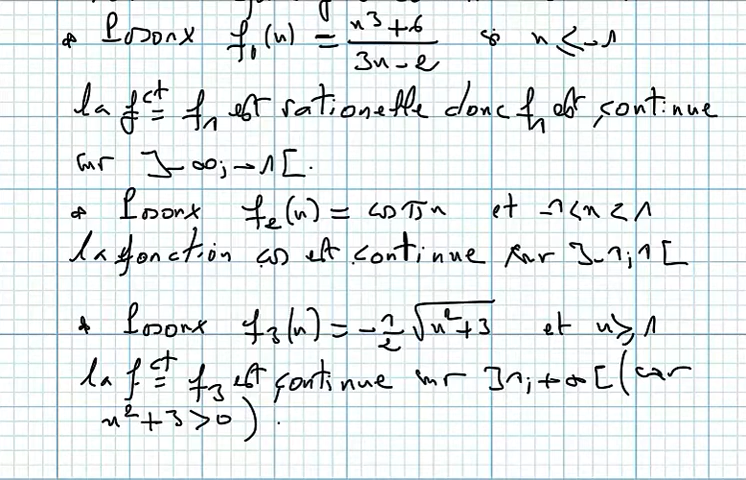 * Posons f₁(x) = (x³+6)/(3x-2) si x ≤ -1
la fct f₁ est rationelle donc f₁ est continue
sur ]-∞; -1[.
* Posons f₂(x) = cos πx et -1<x<1
la fonction cos est continue sur ]-1;1[
* Posons f₃(x) = -1/2 √(x²+3) et x ≥ 1
la fct f₃ est continue sur ]1; +∞[ (car
x²+3>0).